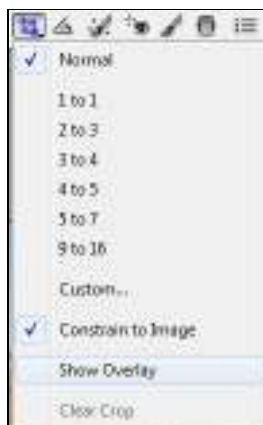 Normal
1 to 1
2 to 3
3 to 4
4 to 5
5 to 7
9 to 16
Custom...
Constrain to Image
Show Overlay
Clear Crop